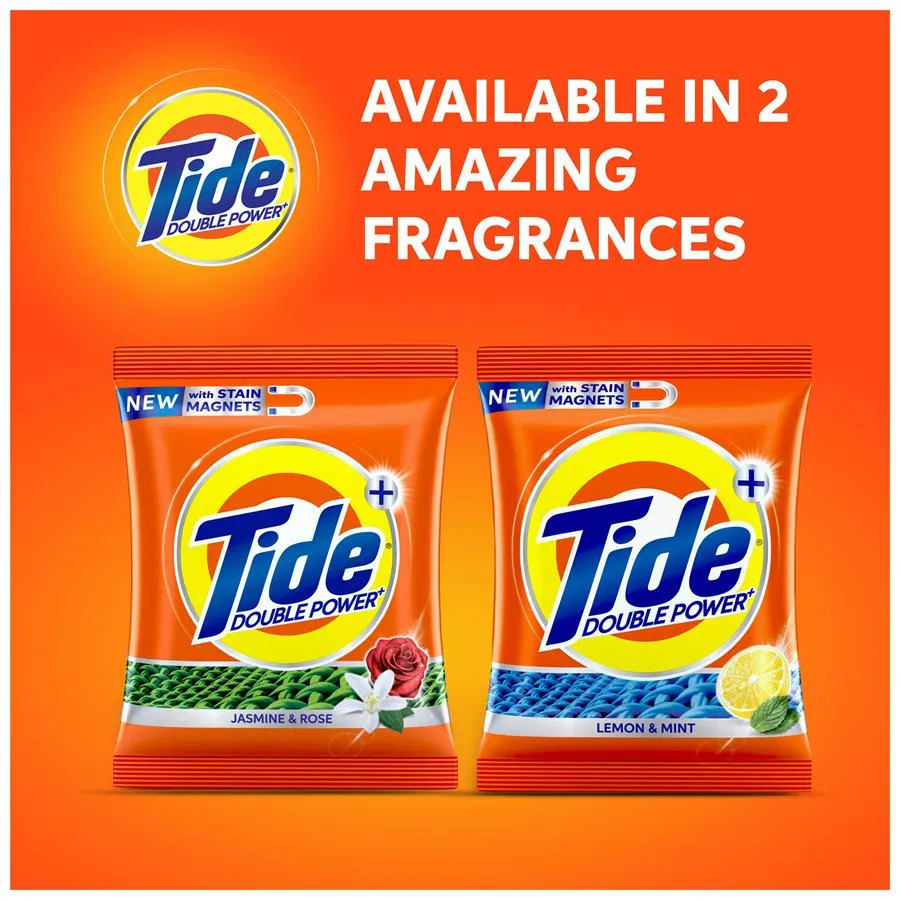 Tide®
DOUBLE POWER+
AVAILABLE IN 2
AMAZING
FRAGRANCES
NEW with STAIN
MAGNETS
+
Tide®
DOUBLE POWER+
JASMINE & ROSE
NEW with STAIN
MAGNETS
+
Tide®
DOUBLE POWER+
LEMON & MINT